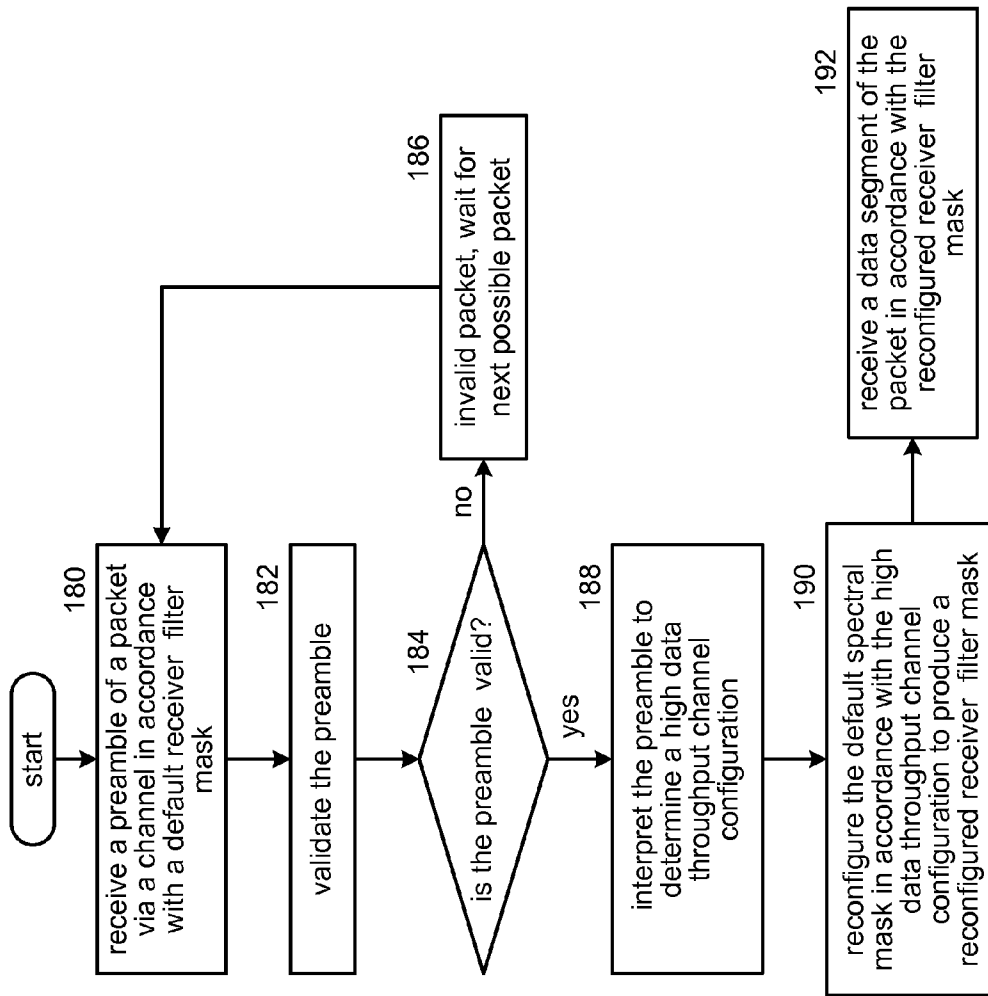 start
180
receive a preamble of a packet
via a channel in accordance
with a default receiver filter
mask
182
validate the preamble
184
is the preamble valid?
no
186
invalid packet, wait for
next possible packet
yes
188
interpret the preamble to
determine a high data
throughput channel
configuration
190
reconfigure the default spectral
mask in accordance with the high
data throughput channel
configuration to produce a
reconfigured receiver filter mask
192
receive a data segment of the
packet in accordance with the
reconfigured receiver filter
mask